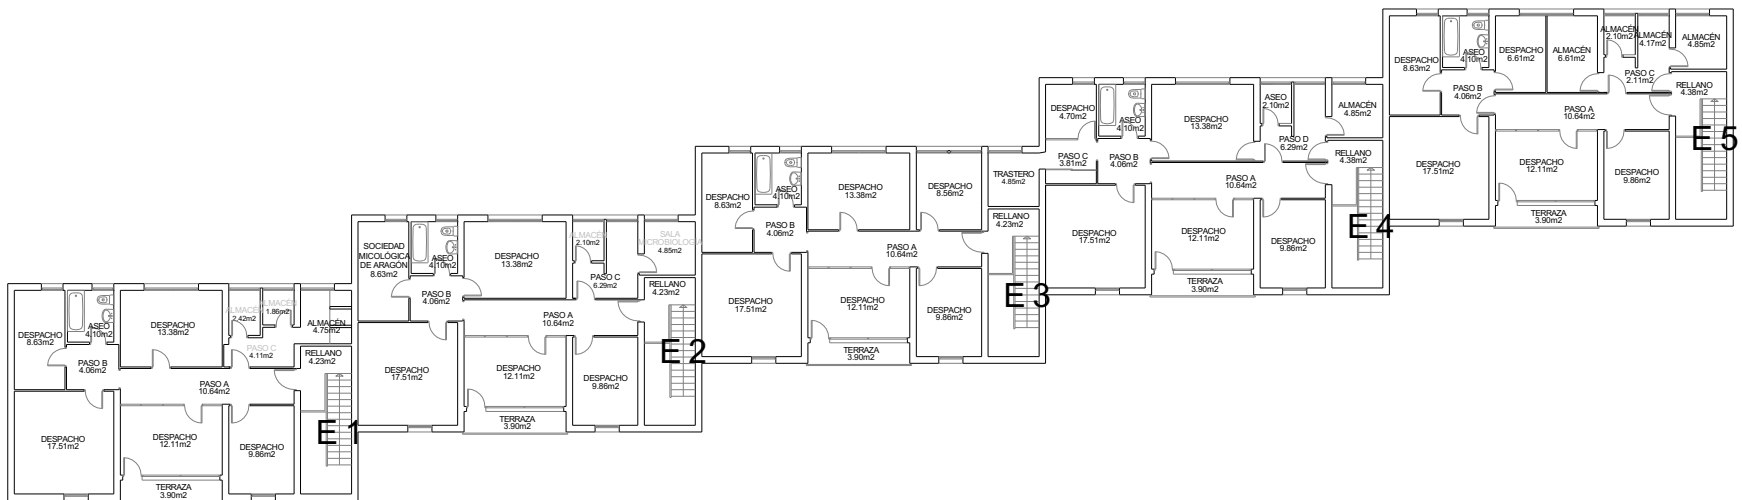 DESPACHO
8.63m2
ASEO
4.10m2
DESPACHO
13.38m2
ALMACÉN
2.42m2
ALMACÉN
1.86m2
ALMACÉN
4.75m2
PASO B
4.06m2
PASO C
4.11m2
RELLANO
4.23m2
PASO A
10.64m2
DESPACHO
17.51m2
DESPACHO
12.11m2
DESPACHO
9.86m2
TERRAZA
3.90m2
E 1
SOCIEDAD
MICOLÓGICA
DE ARAGÓN
8.63m2
ASEO
4.10m2
DESPACHO
13.38m2
ALMACÉN
2.10m2
SALA
MICROBIOLOGÍA
4.85m2
PASO B
4.06m2
PASO C
6.29m2
RELLANO
4.23m2
PASO A
10.64m2
DESPACHO
17.51m2
DESPACHO
12.11m2
DESPACHO
9.86m2
TERRAZA
3.90m2
E 2
DESPACHO
8.63m2
ASEO
4.10m2
DESPACHO
13.38m2
DESPACHO
8.56m2
TRASTERO
4.85m2
PASO B
4.06m2
RELLANO
4.23m2
PASO A
10.64m2
DESPACHO
17.51m2
DESPACHO
12.11m2
DESPACHO
9.86m2
TERRAZA
3.90m2
E 3
DESPACHO
4.70m2
ASEO
4.10m2
DESPACHO
13.38m2
ASEO
2.10m2
ALMACÉN
4.85m2
PASO C
3.81m2
PASO B
4.06m2
PASO D
6.29m2
RELLANO
4.38m2
PASO A
10.64m2
DESPACHO
17.51m2
DESPACHO
12.11m2
DESPACHO
9.86m2
TERRAZA
3.90m2
E 4
DESPACHO
8.63m2
ASEO
4.10m2
DESPACHO
6.61m2
ALMACÉN
6.61m2
ALMACÉN
2.10m2
ALMACÉN
4.17m2
ALMACÉN
4.85m2
PASO B
4.06m2
PASO C
2.11m2
RELLANO
4.38m2
PASO A
10.64m2
DESPACHO
17.51m2
DESPACHO
12.11m2
DESPACHO
9.86m2
TERRAZA
3.90m2
E 5